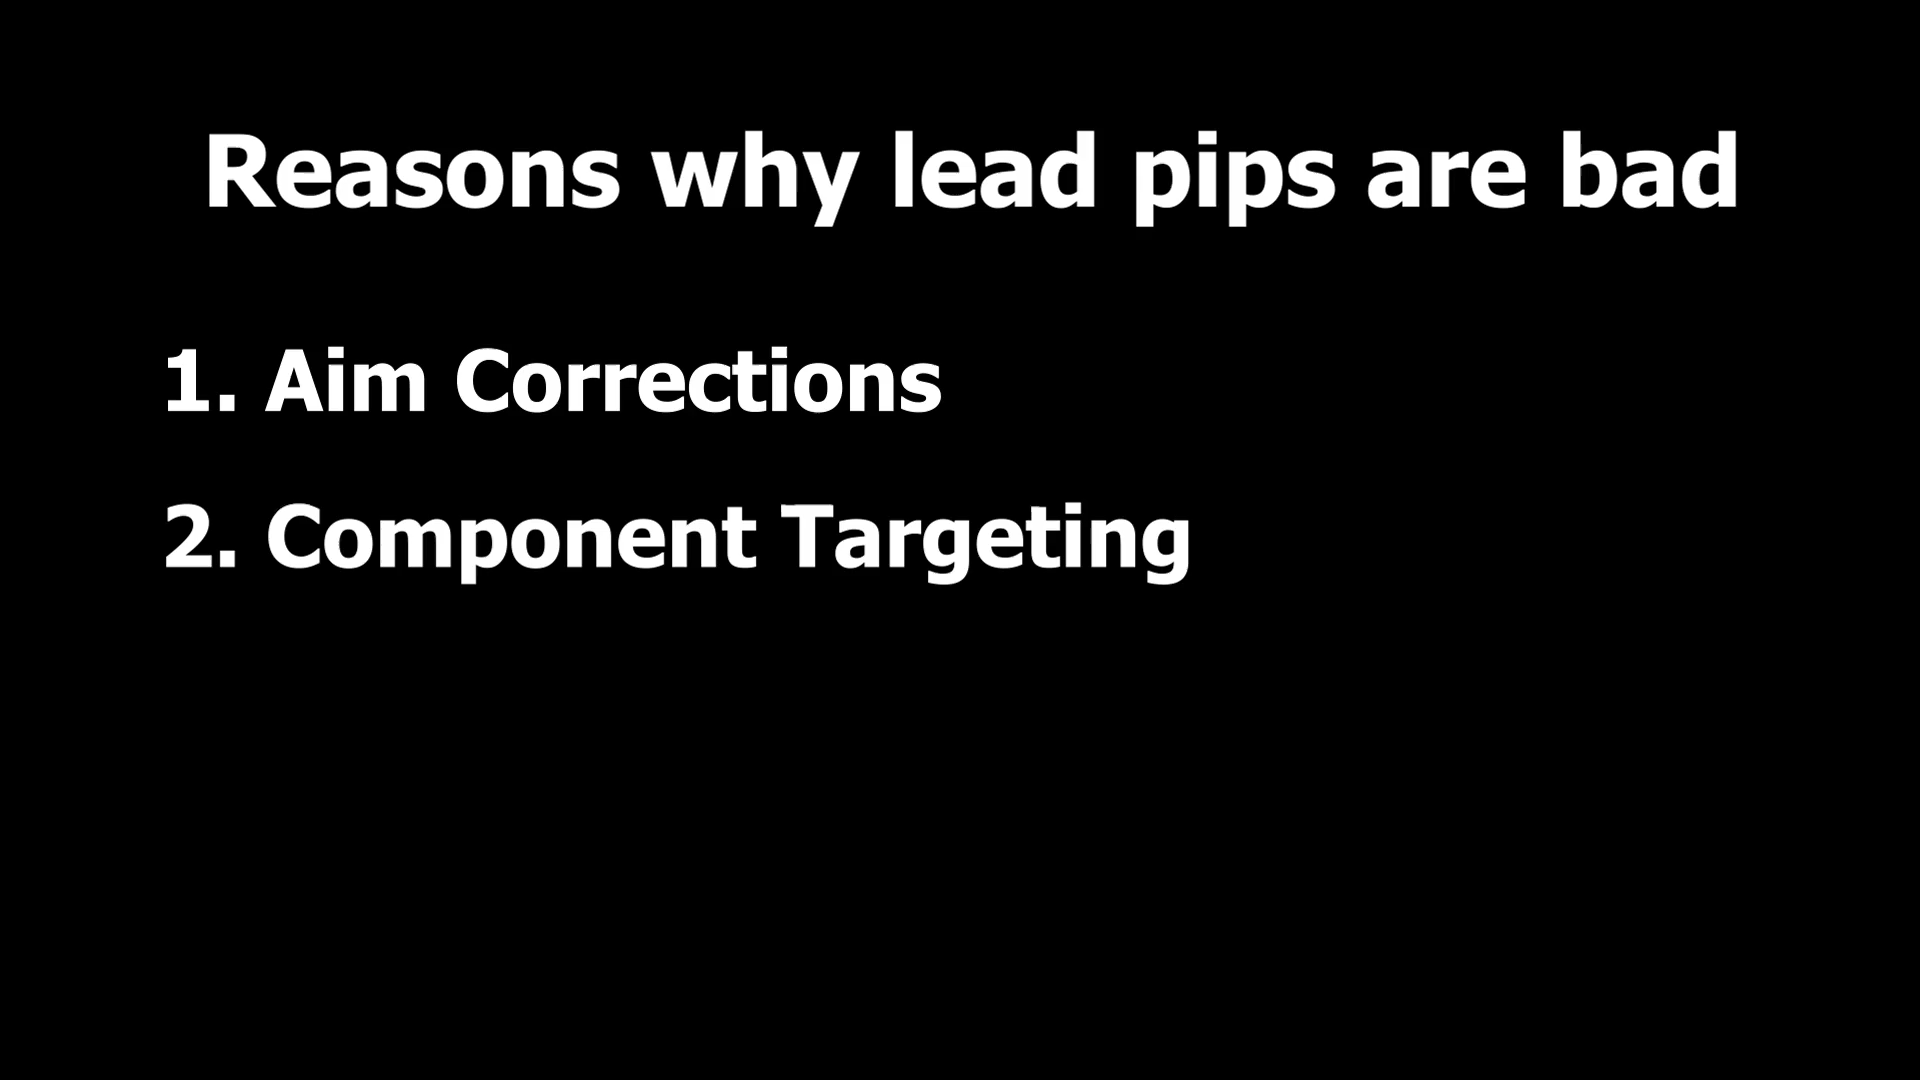 Reasons why lead pips are bad
1. Aim Corrections
2. Component Targeting